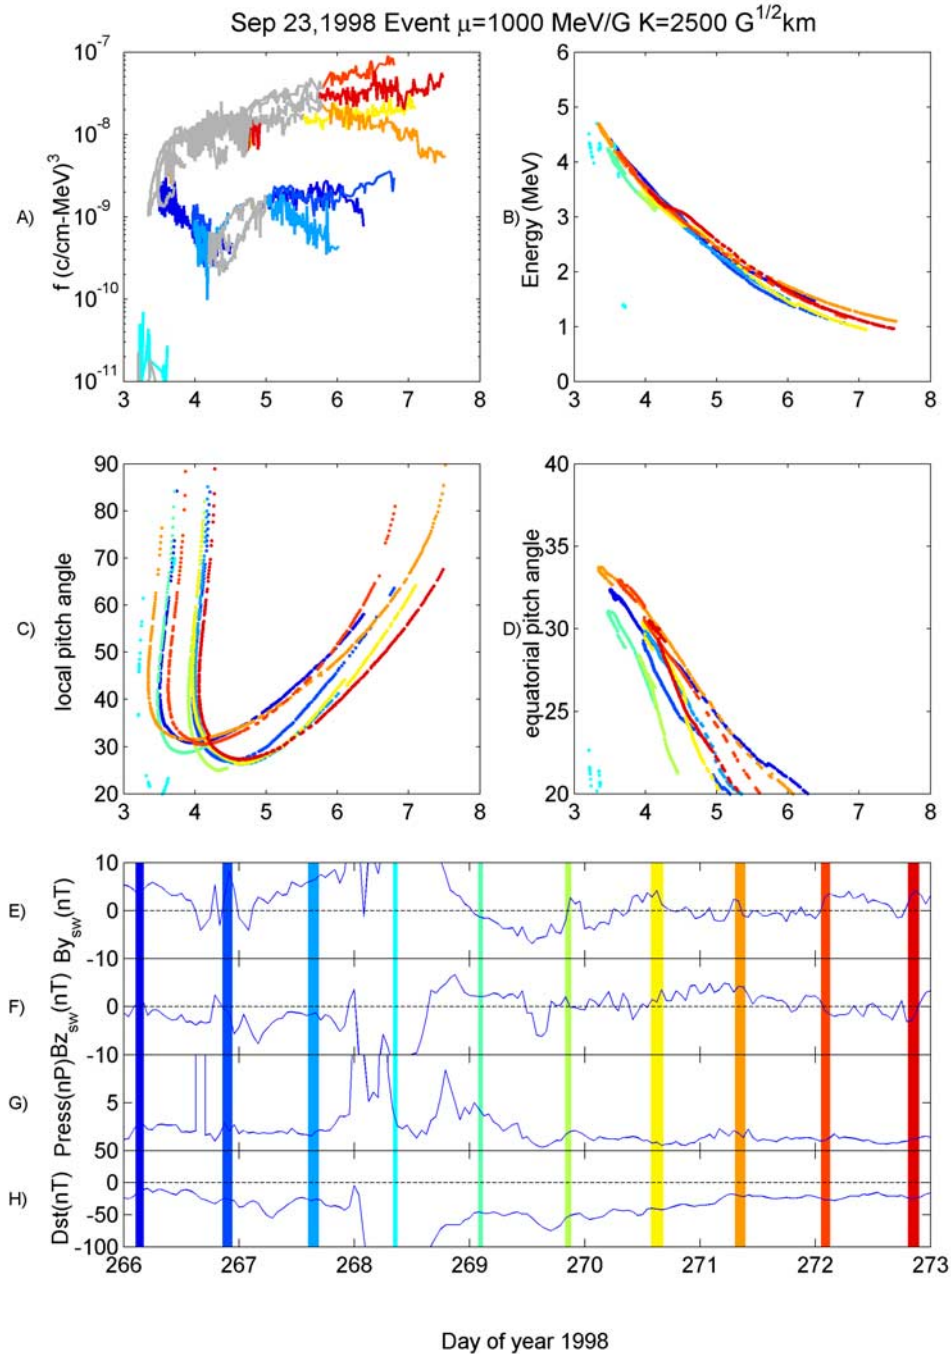 Sep 23,1998 Event μ=1000 MeV/G K=2500 G^1/2km
A)
f (c/cm-MeV)^3
10^-7
10^-8
10^-9
10^-10
10^-11
3 4 5 6 7 8
B)
Energy (MeV)
6
5
4
3
2
1
0
3 4 5 6 7 8
C)
local pitch angle
90
80
70
60
50
40
30
20
3 4 5 6 7 8
D)
equatorial pitch angle
40
35
30
25
20
3 4 5 6 7 8
E)
By_sw(nT)
10
0
-10
F)
Bz_sw(nT)
0
-10
G)
Press(nP)
5
50
H)
Dst(nT)
0
-50
-100
266 267 268 269 270 271 272 273
Day of year 1998